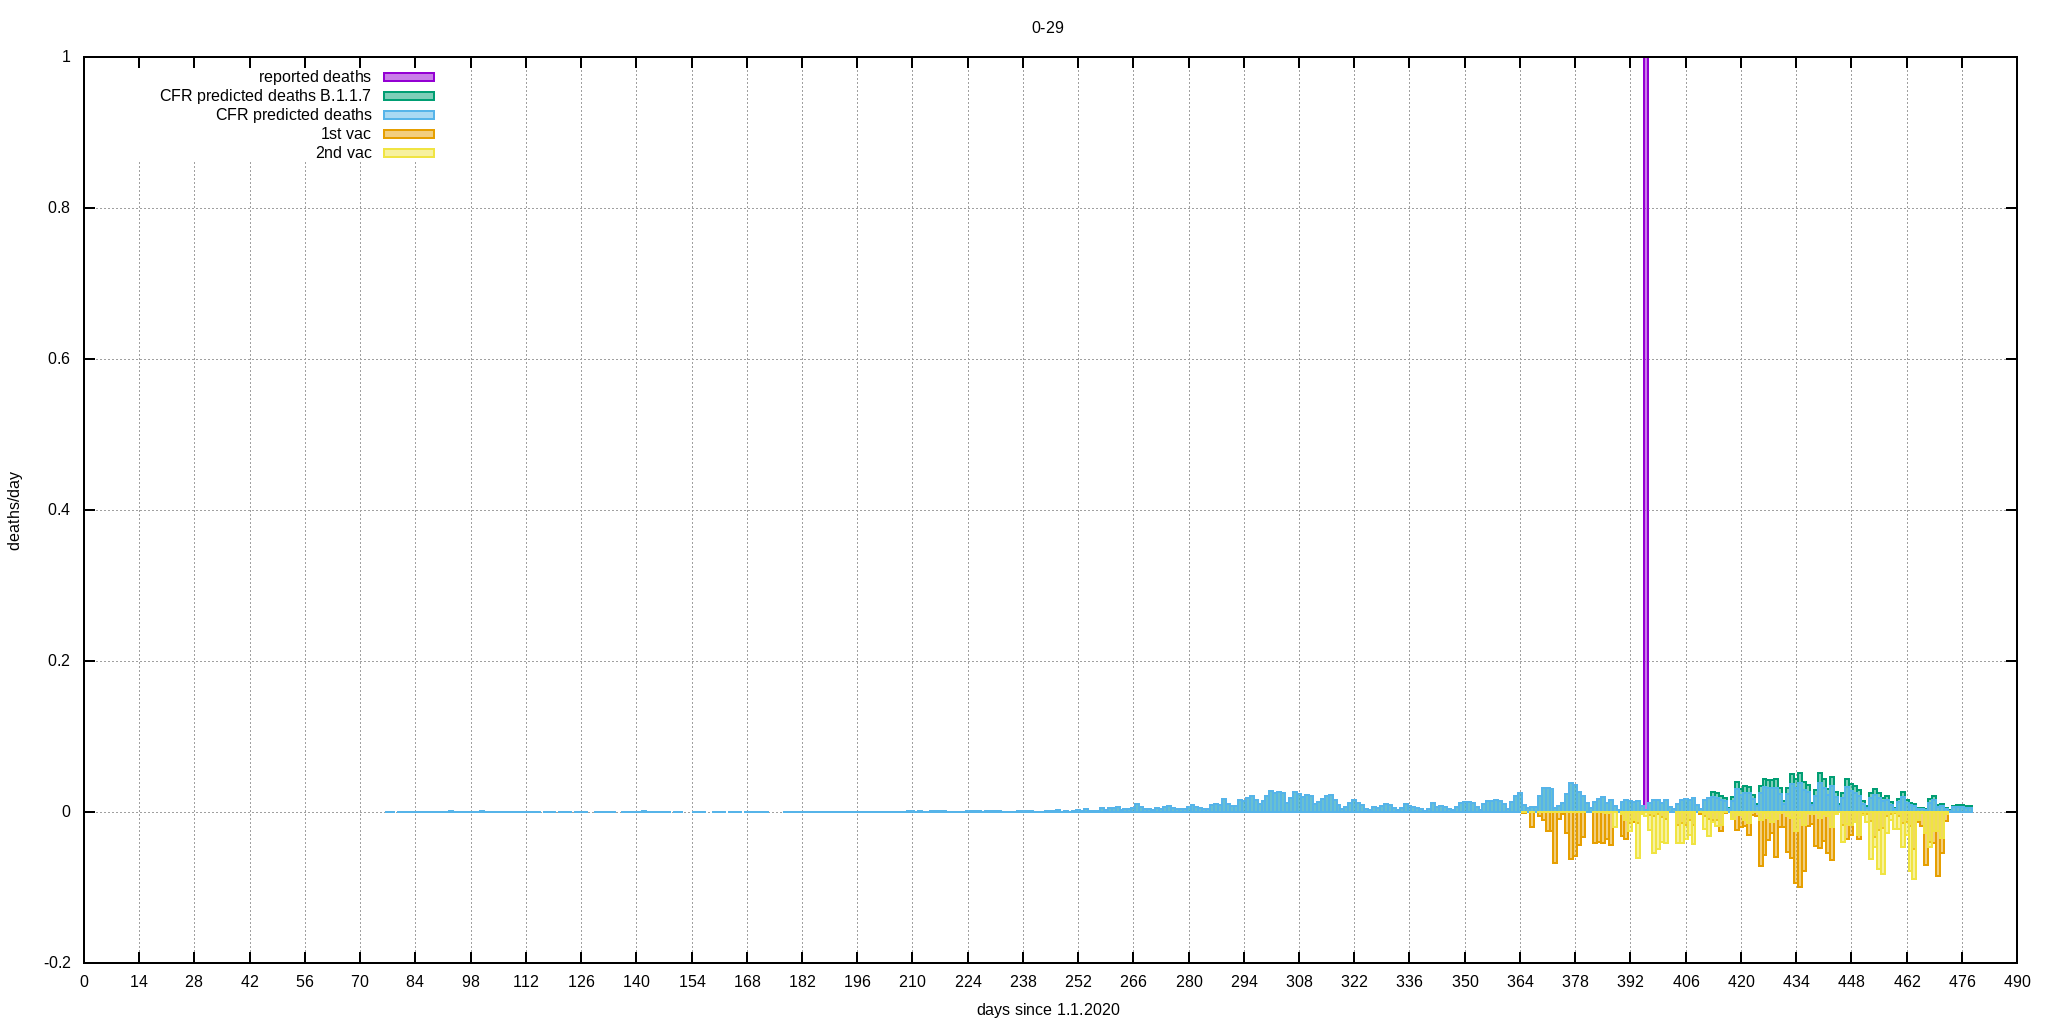 0-29
1
reported deaths
CFR predicted deaths B.1.1.7
CFR predicted deaths
1st vac
2nd vac
0.8
0.6
0.4
deaths/day
0.2
0
-0.2
0 14 28 42 56 70 84 98 112 126 140 154 168 182 196 210 224 238 252 266 280 294 308 322 336 350 364 378 392 406 420 434 448 462 476 490
days since 1.1.2020